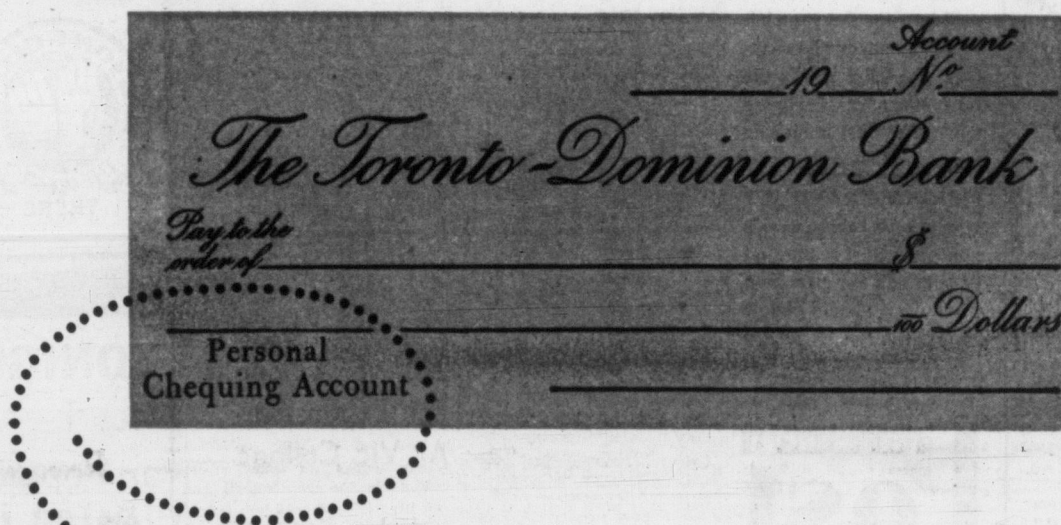 Account
19 No
The Toronto-Dominion Bank
Pay to the
order of $
100 Dollars
Personal
Chequing Account